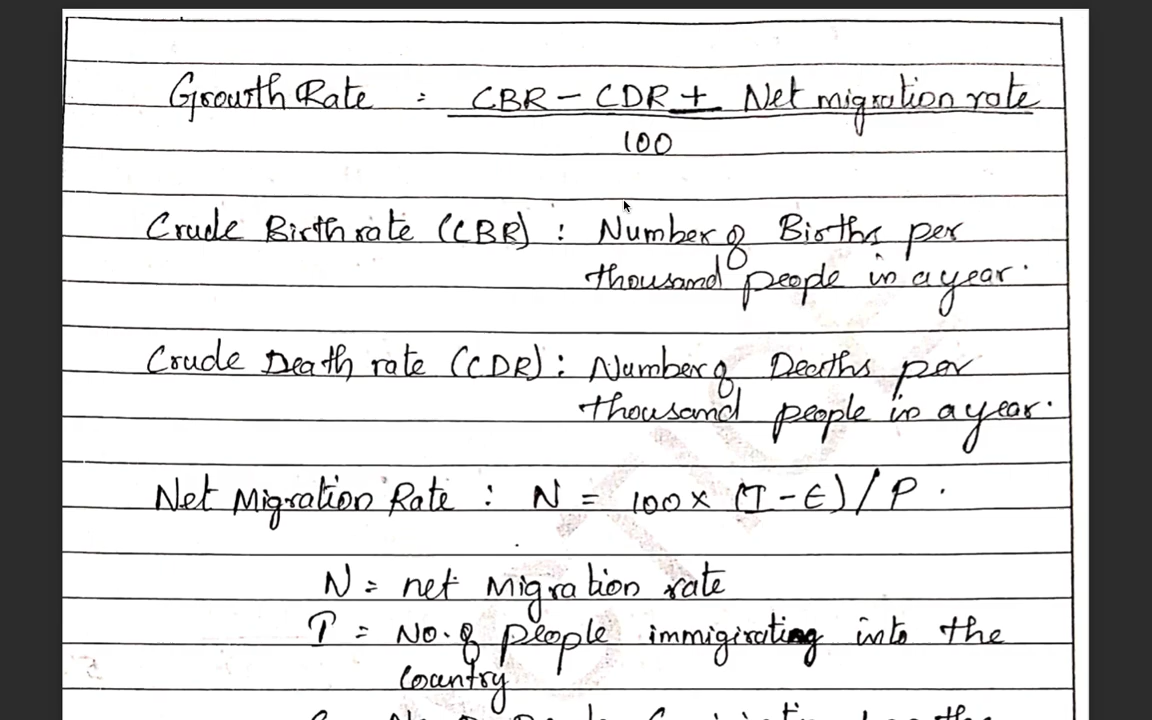 Growth Rate = CBR - CDR + Net migration rate
100
Crude Birth rate (CBR) : Number of Births per
thousand people in a year.
Crude Death rate (CDR) : Number of Deaths per
thousand people in a year.
Net Migration Rate : N = 100 × (I - E) / P.
N = net migration rate
I = No. of people immigirating into the
Country